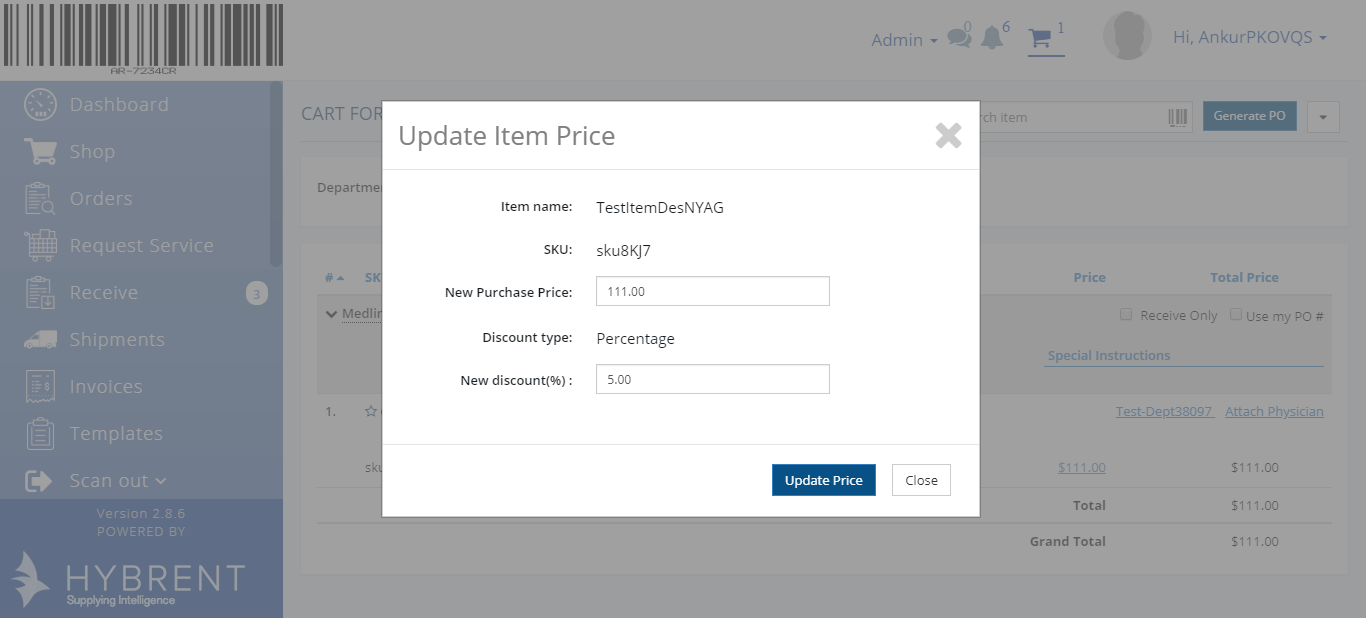 AR-7234CR
Admin
0
6
1
Hi, AnkurPKOVQS
Dashboard
Shop
Orders
Request Service
Receive
3
Shipments
Invoices
Templates
Scan out
Version 2.8.6
POWERED BY
HYBRENT
Supplying Intelligence
CART FOR
rch item
Generate PO
Departme
Update Item Price
Item name: TestItemDesNYAG
SKU: sku8KJ7
New Purchase Price: 111.00
Discount type: Percentage
New discount(%) : 5.00
Update Price Close
# SK Price Total Price
Medlin Receive Only Use my PO #
Special Instructions
1. Test-Dept38097 Attach Physician
sku $111.00 $111.00
Total $111.00
Grand Total $111.00